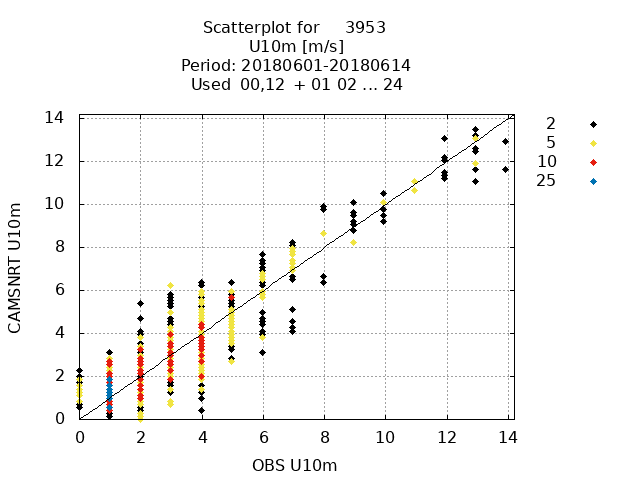 Scatterplot for 3953
U10m [m/s]
Period: 20180601-20180614
Used 00,12 + 01 02 ... 24
14
12
10
8
6
4
2
0
CAMSNRT U10m
0 2 4 6 8 10 12 14
OBS U10m
2
5
10
25